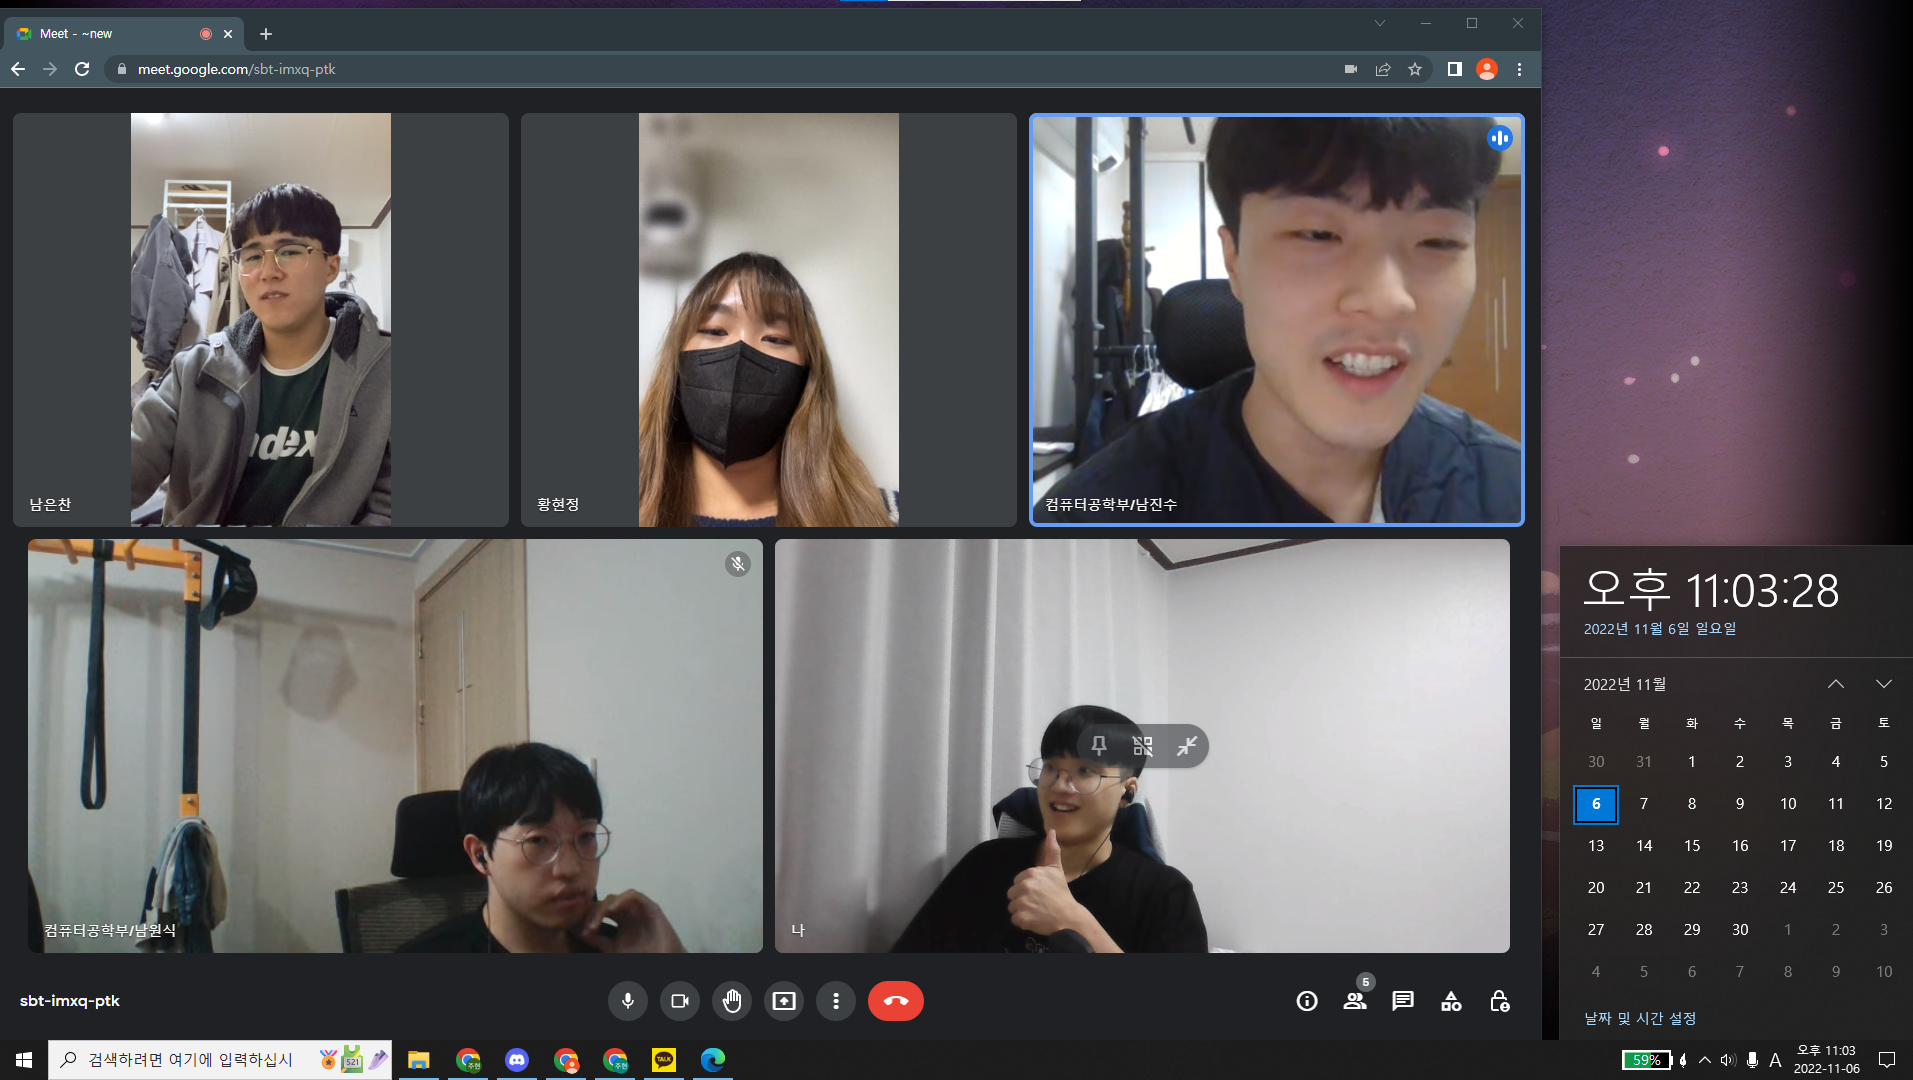 Meet - ~new
meet.google.com/sbt-imxq-ptk
ndex
남은찬
황현정
컴퓨터공학부/남진수
컴퓨터공학부/남원식
나
sbt-imxq-ptk
5
오후 11:03:28
2022년 11월 6일 일요일
2022년 11월
일 월 화 수 목 금 토
30 31 1 2 3 4 5
6 7 8 9 10 11 12
13 14 15 16 17 18 19
20 21 22 23 24 25 26
27 28 29 30 1 2 3
4 5 6 7 8 9 10
날짜 및 시간 설정
검색하려면 여기에 입력하십시
521
주현
주현
TALK
59%
A
오후 11:03
2022-11-06